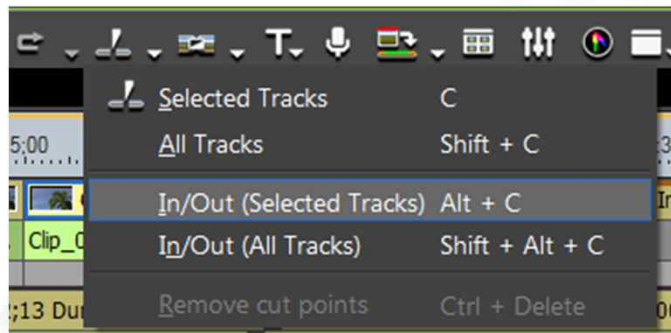 Selected Tracks C
5;00 All Tracks Shift + C
In/Out (Selected Tracks) Alt + C In
Clip_0 In/Out (All Tracks) Shift + Alt + C
;13 Dur Remove cut points Ctrl + Delete